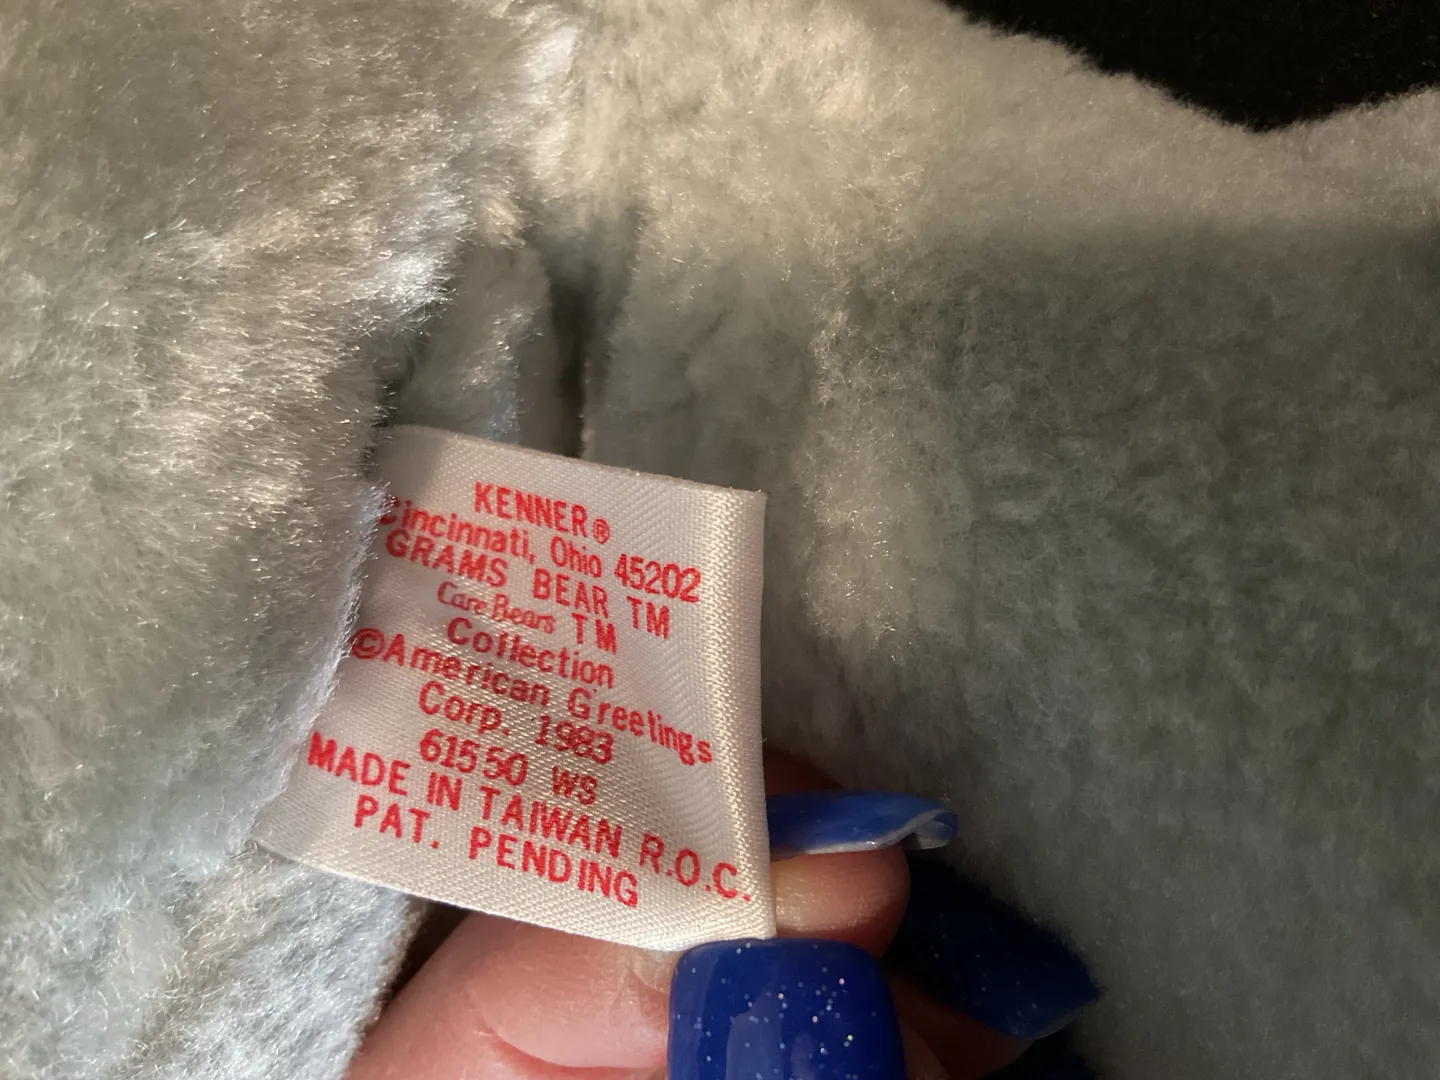 KENNER®
Cincinnati, Ohio 45202
GRAMS BEAR TM
Care Bears TM
Collection
©American Greetings
Corp. 1983
61550 WS
MADE IN TAIWAN R.O.C.
PAT. PENDING